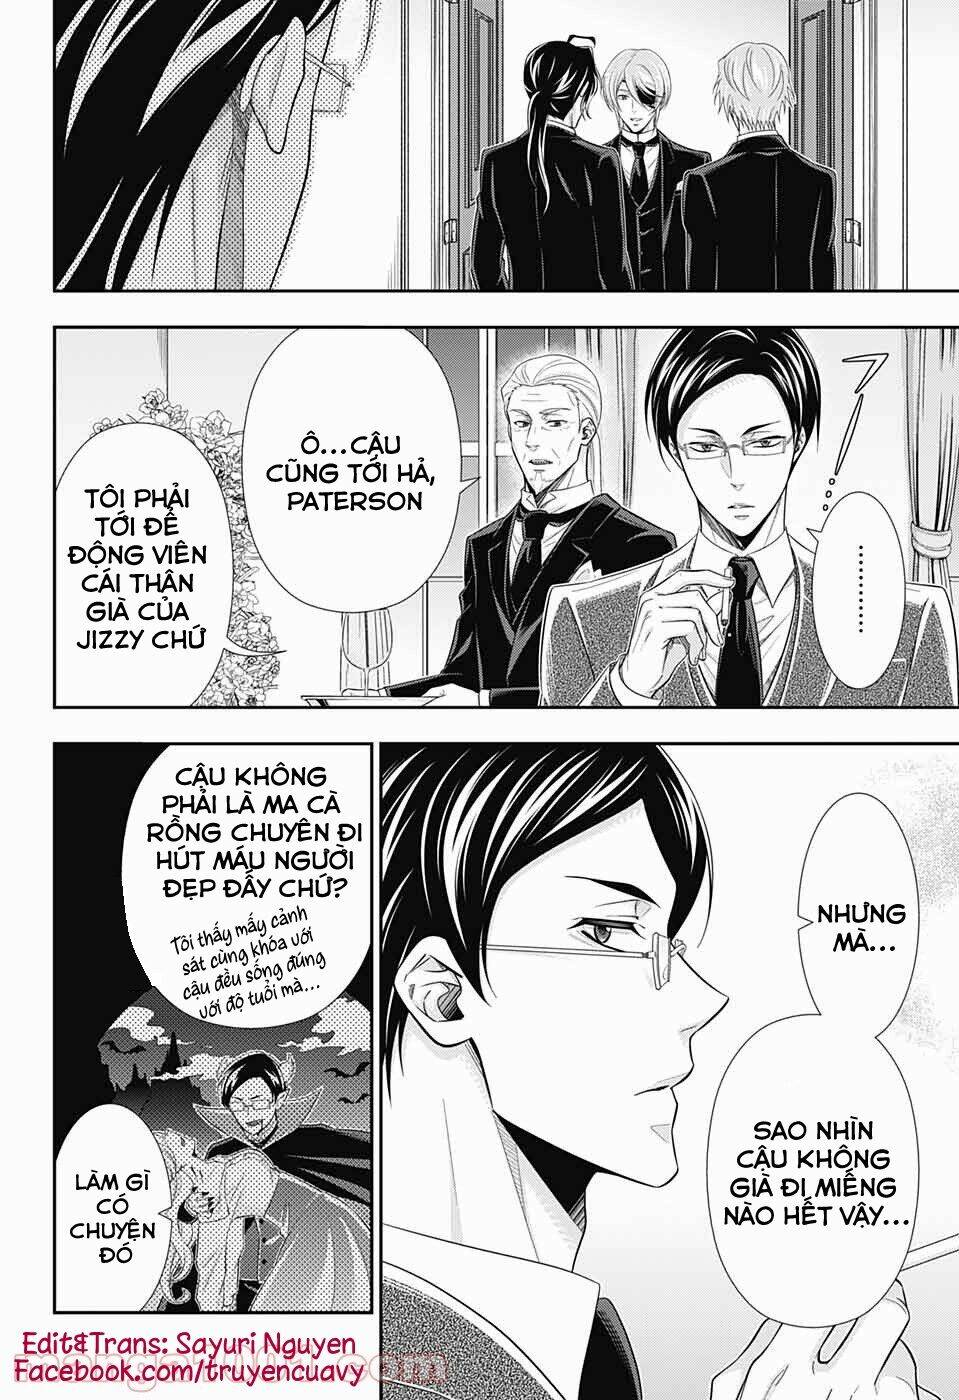 Ô...CẬU
CŨNG TỚI HẢ,
PATERSON
TÔI PHẢI
TỚI ĐỂ
ĐỘNG VIÊN
CÁI THÂN
GIÀ CỦA
JIZZY CHỨ
NHƯNG
MÀ...
SAO NHÌN
CẬU KHÔNG
GIÀ ĐI MIẾNG
NÀO HẾT VẬY...
CẬU KHÔNG
PHẢI LÀ MA CÀ
RỒNG CHUYÊN ĐI
HÚT MÁU NGƯỜI
ĐẸP ĐẤY CHỨ?
Tôi thấy mấy cảnh
sát cùng khóa với
cậu đều sống đúng
với độ tuổi mà...
LÀM GÌ
CÓ
CHUYỆN
ĐÓ
Edit&Trans: Sayuri Nguyen
Facebook.com/truyencuavy